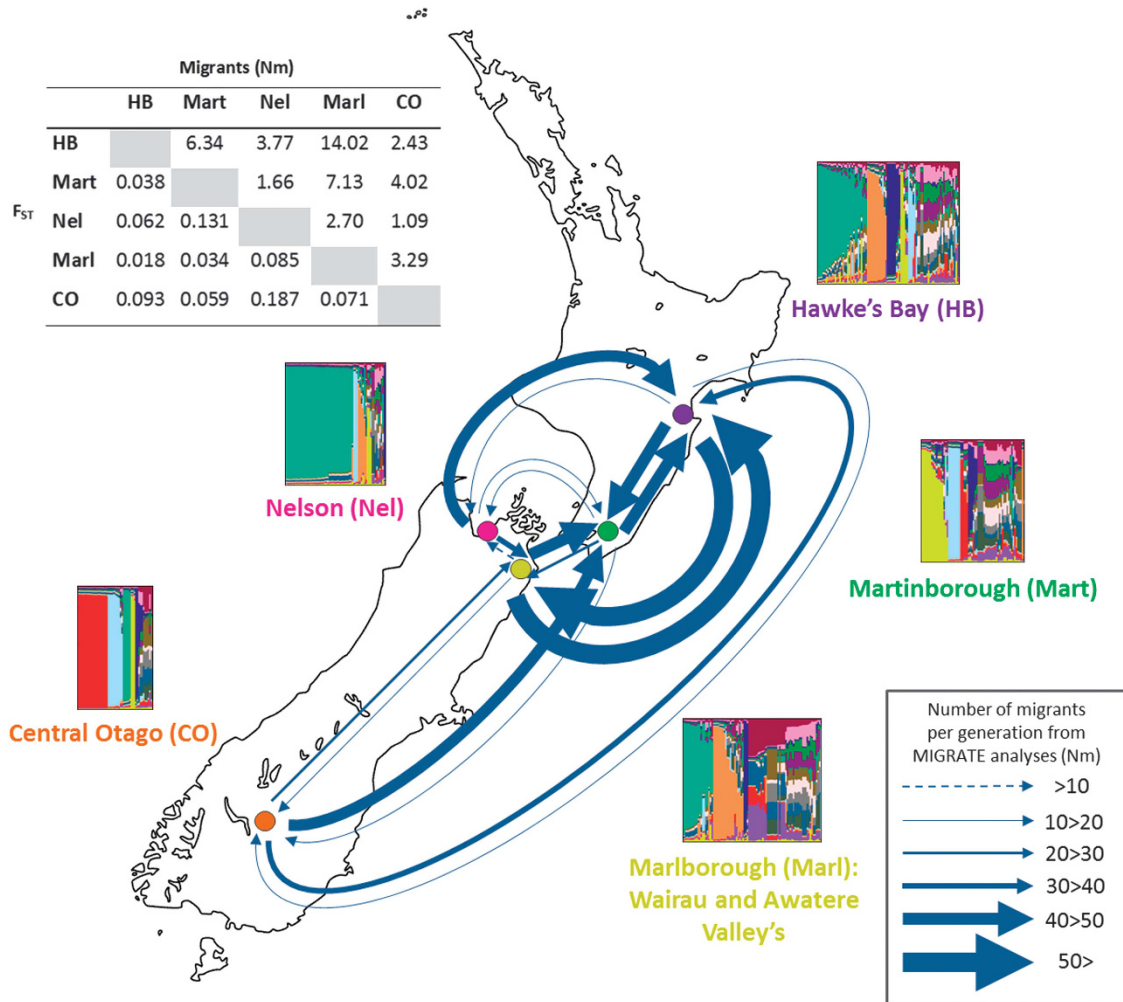 Migrants (Nm)
HB Mart Nel Marl CO
HB 6.34 3.77 14.02 2.43
Mart 0.038 1.66 7.13 4.02
FST Nel 0.062 0.131 2.70 1.09
Marl 0.018 0.034 0.085 3.29
CO 0.093 0.059 0.187 0.071
Hawke's Bay (HB)
Nelson (Nel)
Martinborough (Mart)
Central Otago (CO)
Marlborough (Marl):
Wairau and Awatere
Valley's
Number of migrants
per generation from
MIGRATE analyses (Nm)
>10
10>20
20>30
30>40
40>50
50>